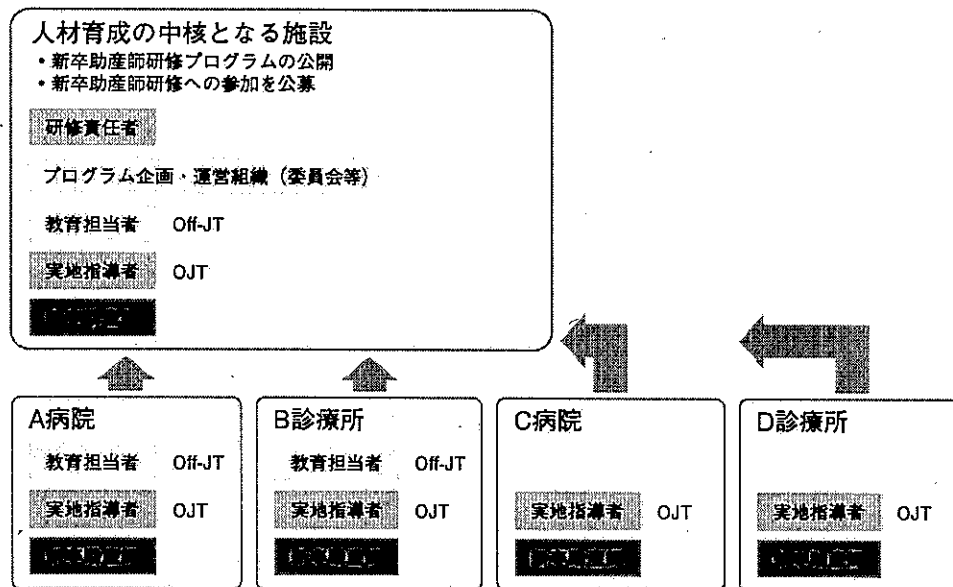 人材育成の中核となる施設
・新卒助産師研修プログラムの公開
・新卒助産師研修への参加を公募
研修責任者
プログラム企画・運営組織（委員会等）
教育担当者 Off-JT
実地指導者 OJT
A病院
教育担当者 Off-JT
実地指導者 OJT
B診療所
教育担当者 Off-JT
実地指導者 OJT
C病院
実地指導者 OJT
D診療所
実地指導者 OJT